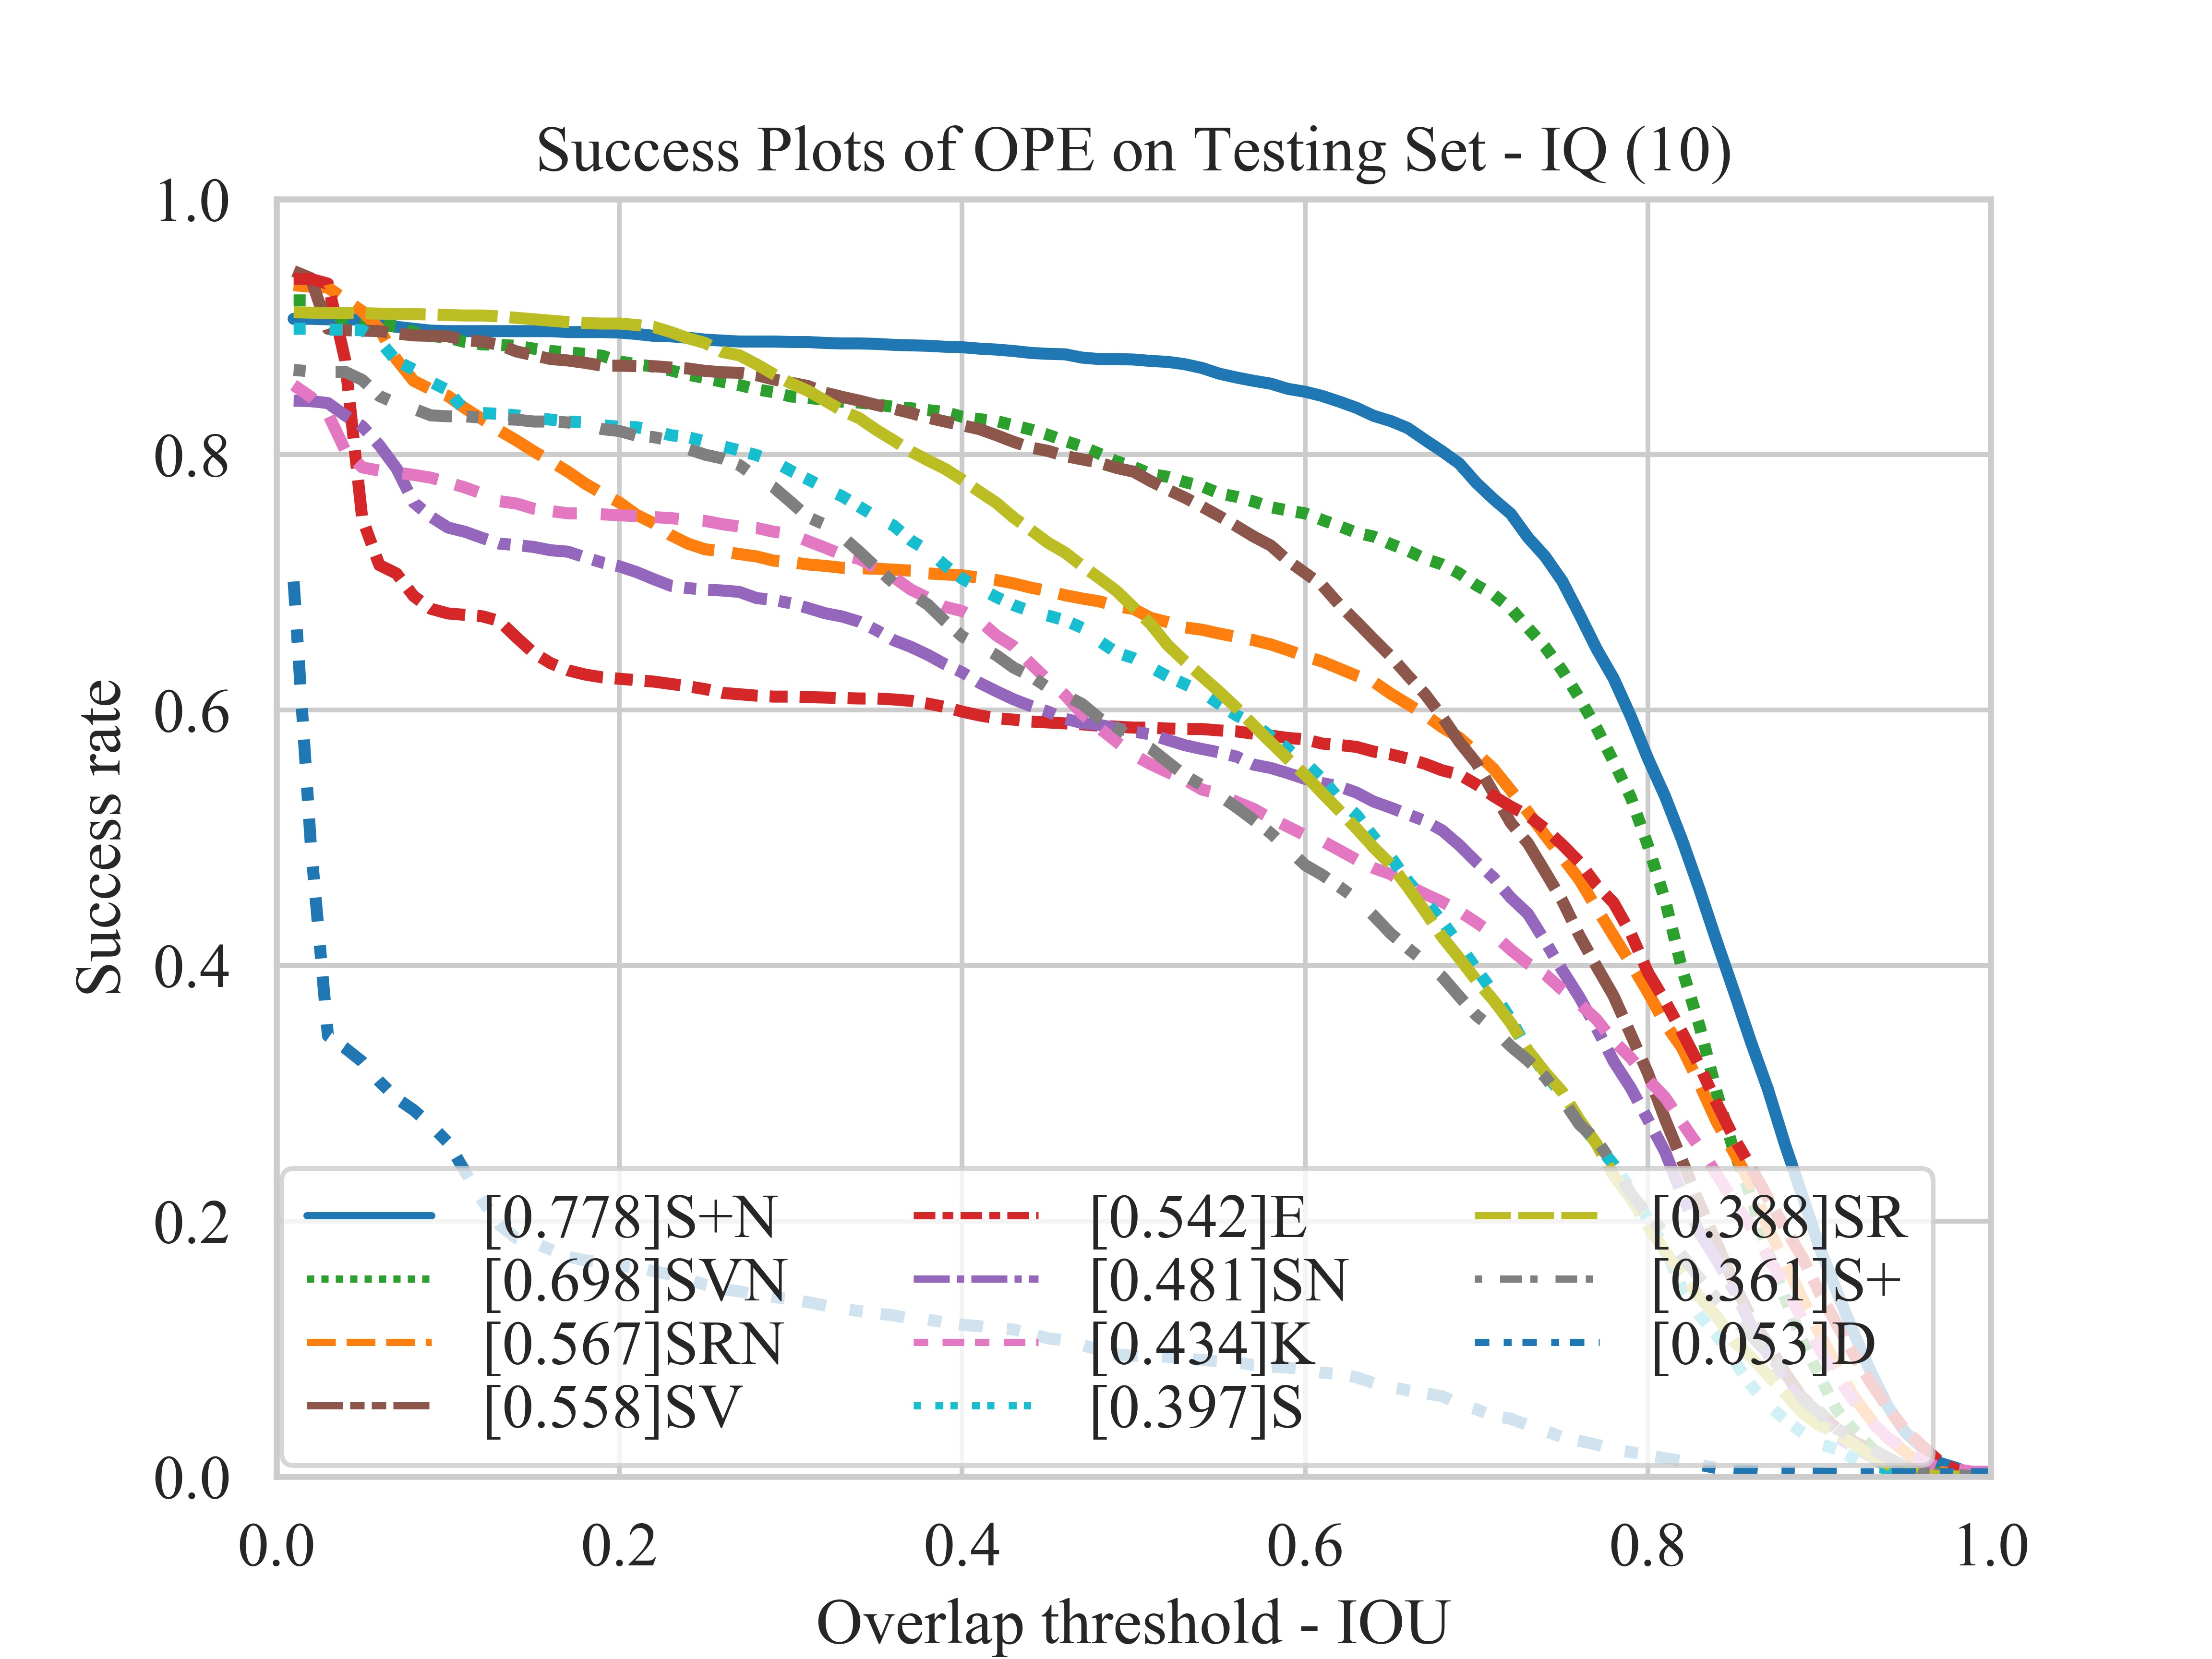 Success Plots of OPE on Testing Set - IQ (10)
1.0
0.8
0.6
0.4
0.2
0.0
Success rate
[0.778]S+N
[0.698]SVN
[0.567]SRN
[0.558]SV
[0.542]E
[0.481]SN
[0.434]K
[0.397]S
[0.388]SR
[0.361]S+
[0.053]D
0.0 0.2 0.4 0.6 0.8 1.0
Overlap threshold - IOU